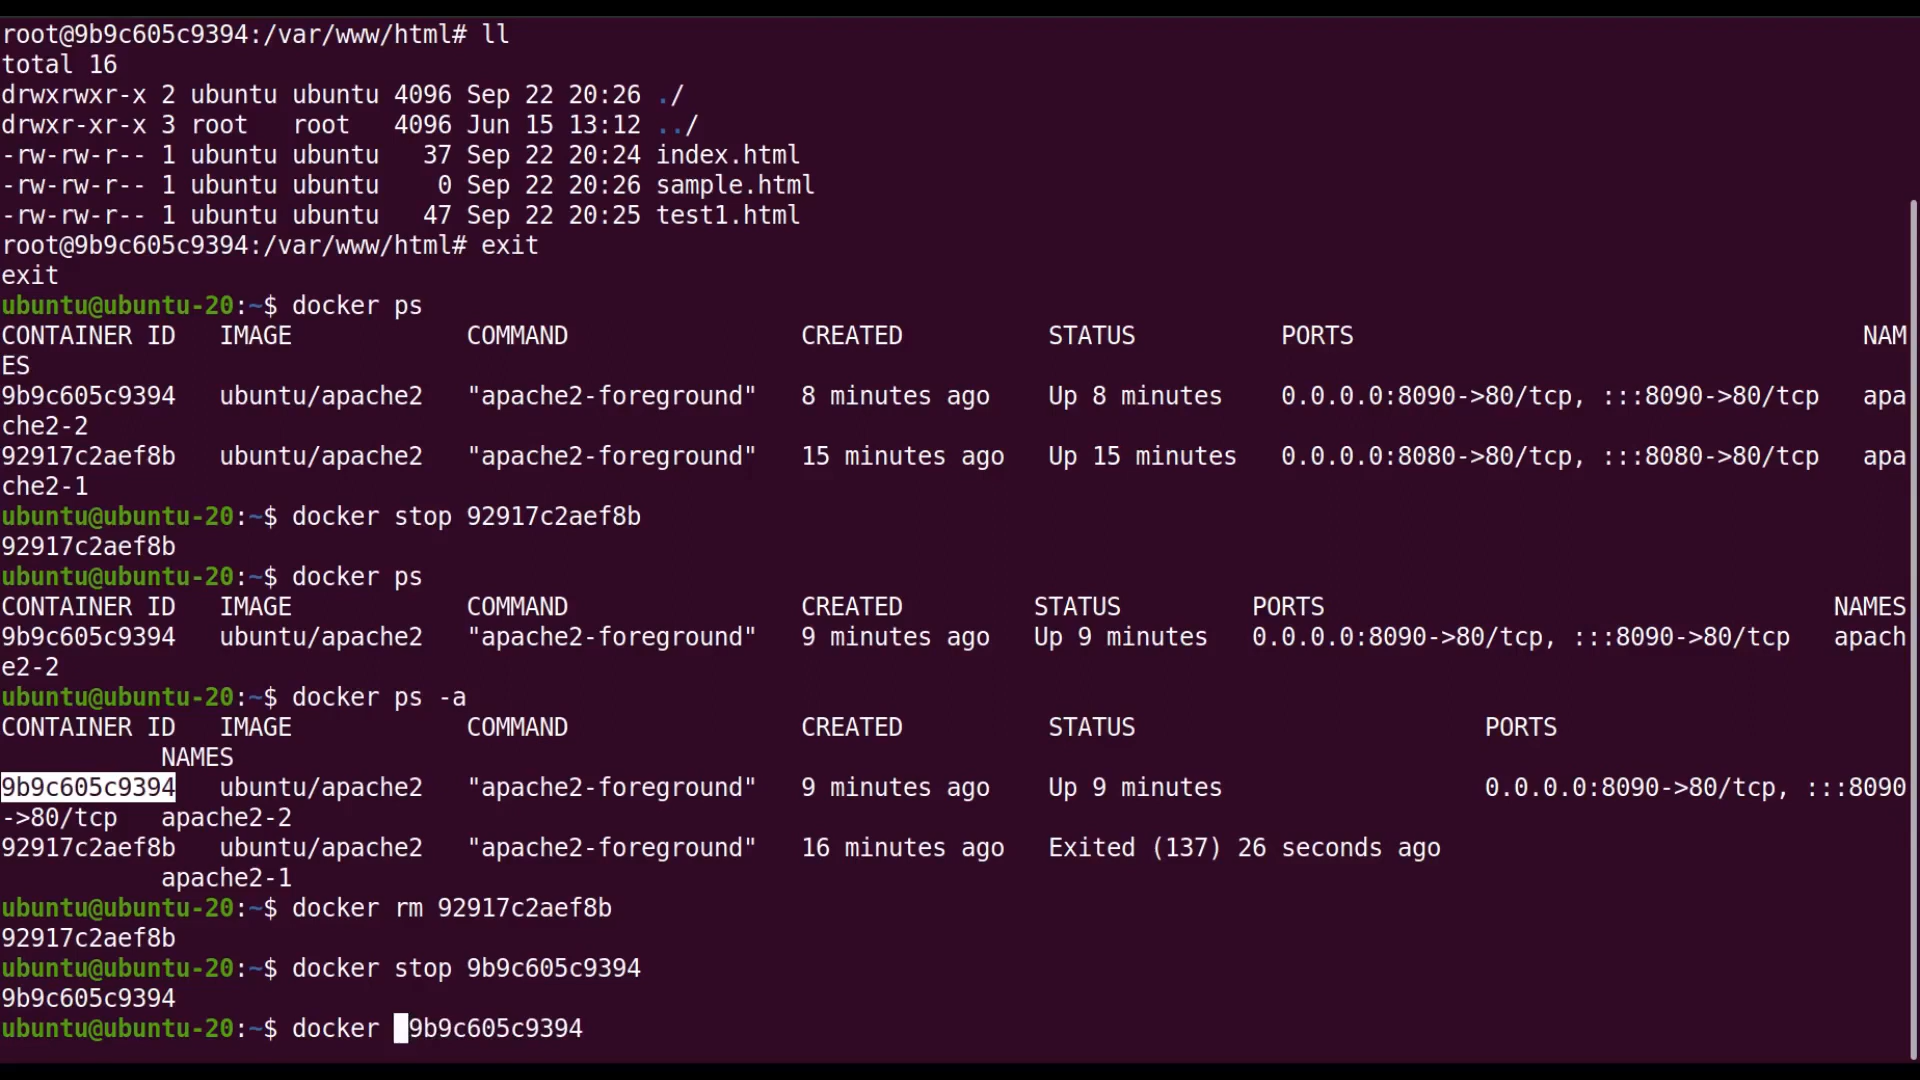 root@9b9c605c9394:/var/www/html# ll
total 16
drwxrwxr-x 2 ubuntu ubuntu 4096 Sep 22 20:26 ./
drwxr-xr-x 3 root   root   4096 Jun 15 13:12 ../
-rw-rw-r-- 1 ubuntu ubuntu   37 Sep 22 20:24 index.html
-rw-rw-r-- 1 ubuntu ubuntu    0 Sep 22 20:26 sample.html
-rw-rw-r-- 1 ubuntu ubuntu   47 Sep 22 20:25 test1.html
root@9b9c605c9394:/var/www/html# exit
exit
ubuntu@ubuntu-20:~$ docker ps
CONTAINER ID   IMAGE            COMMAND                CREATED          STATUS          PORTS                                   NAM
ES
9b9c605c9394   ubuntu/apache2   "apache2-foreground"   8 minutes ago    Up 8 minutes    0.0.0.0:8090->80/tcp, :::8090->80/tcp   apa
che2-2
92917c2aef8b   ubuntu/apache2   "apache2-foreground"   15 minutes ago   Up 15 minutes   0.0.0.0:8080->80/tcp, :::8080->80/tcp   apa
che2-1
ubuntu@ubuntu-20:~$ docker stop 92917c2aef8b
92917c2aef8b
ubuntu@ubuntu-20:~$ docker ps
CONTAINER ID   IMAGE            COMMAND                CREATED         STATUS         PORTS                                   NAMES
9b9c605c9394   ubuntu/apache2   "apache2-foreground"   9 minutes ago   Up 9 minutes   0.0.0.0:8090->80/tcp, :::8090->80/tcp   apach
e2-2
ubuntu@ubuntu-20:~$ docker ps -a
CONTAINER ID   IMAGE            COMMAND                CREATED          STATUS                        PORTS
           NAMES
9b9c605c9394   ubuntu/apache2   "apache2-foreground"   9 minutes ago    Up 9 minutes                  0.0.0.0:8090->80/tcp, :::8090
->80/tcp   apache2-2
92917c2aef8b   ubuntu/apache2   "apache2-foreground"   16 minutes ago   Exited (137) 26 seconds ago
           apache2-1
ubuntu@ubuntu-20:~$ docker rm 92917c2aef8b
92917c2aef8b
ubuntu@ubuntu-20:~$ docker stop 9b9c605c9394
9b9c605c9394
ubuntu@ubuntu-20:~$ docker  9b9c605c9394